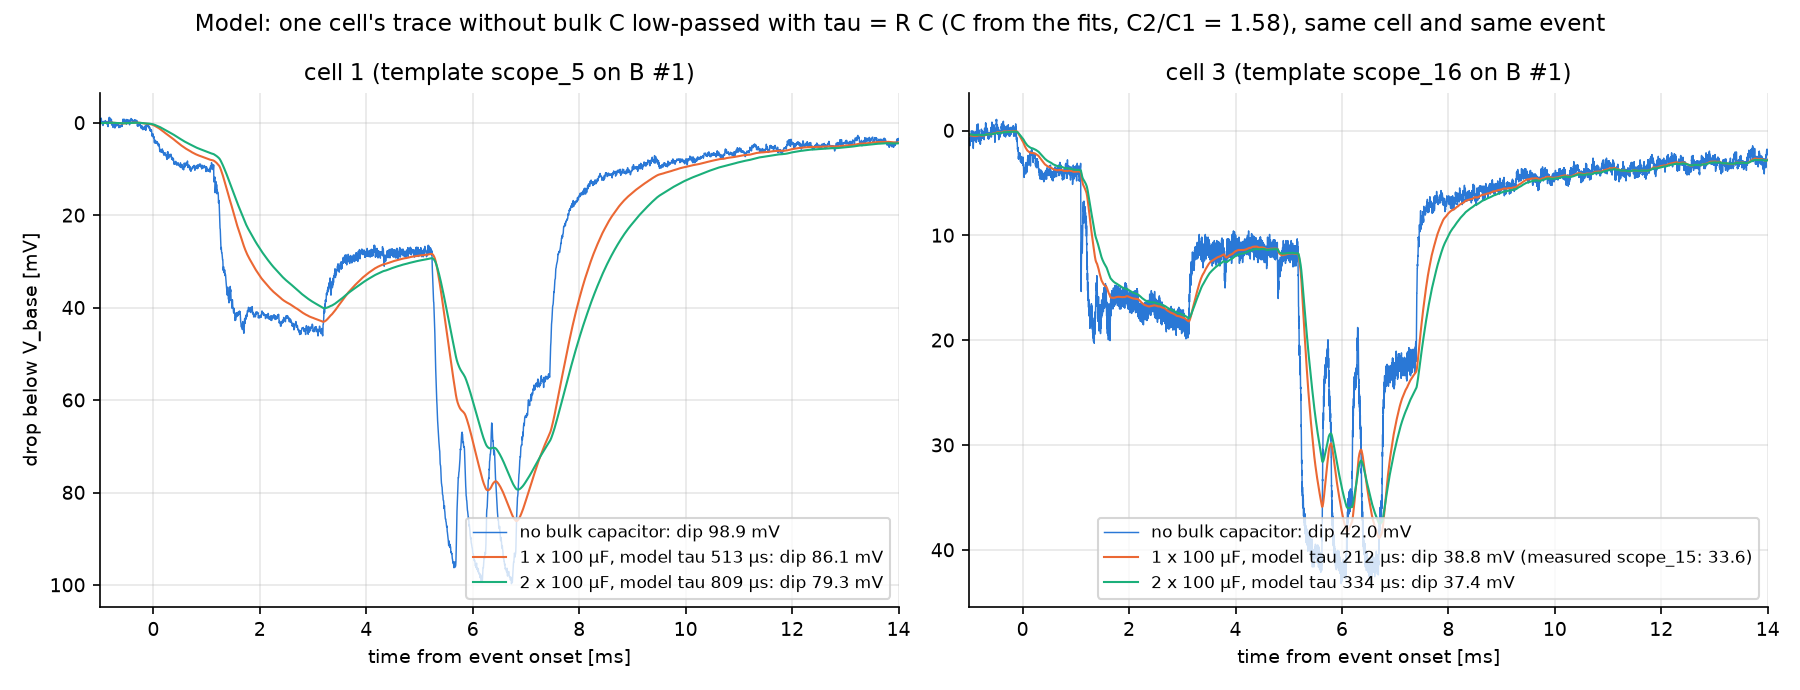 Model: one cell's trace without bulk C low-passed with tau = R C (C from the fits, C2/C1 = 1.58), same cell and same event
cell 1 (template scope_5 on B #1)
drop below V_base [mV]
0
20
40
60
80
100
0
2
4
6
8
10
12
14
time from event onset [ms]
no bulk capacitor: dip 98.9 mV
1 x 100 µF, model tau 513 µs: dip 86.1 mV
2 x 100 µF, model tau 809 µs: dip 79.3 mV
cell 3 (template scope_16 on B #1)
0
10
20
30
40
0
2
4
6
8
10
12
14
time from event onset [ms]
no bulk capacitor: dip 42.0 mV
1 x 100 µF, model tau 212 µs: dip 38.8 mV (measured scope_15: 33.6)
2 x 100 µF, model tau 334 µs: dip 37.4 mV